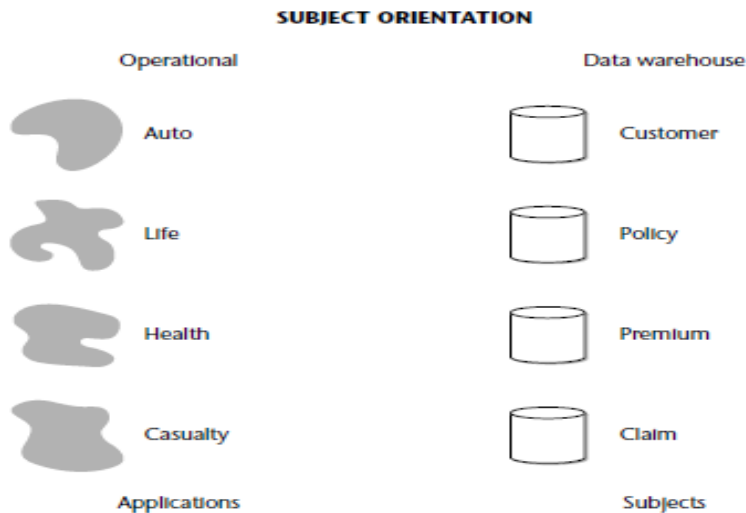 SUBJECT ORIENTATION
Operational Data warehouse
Auto Customer
Life Policy
Health Premium
Casualty Claim
Applications Subjects